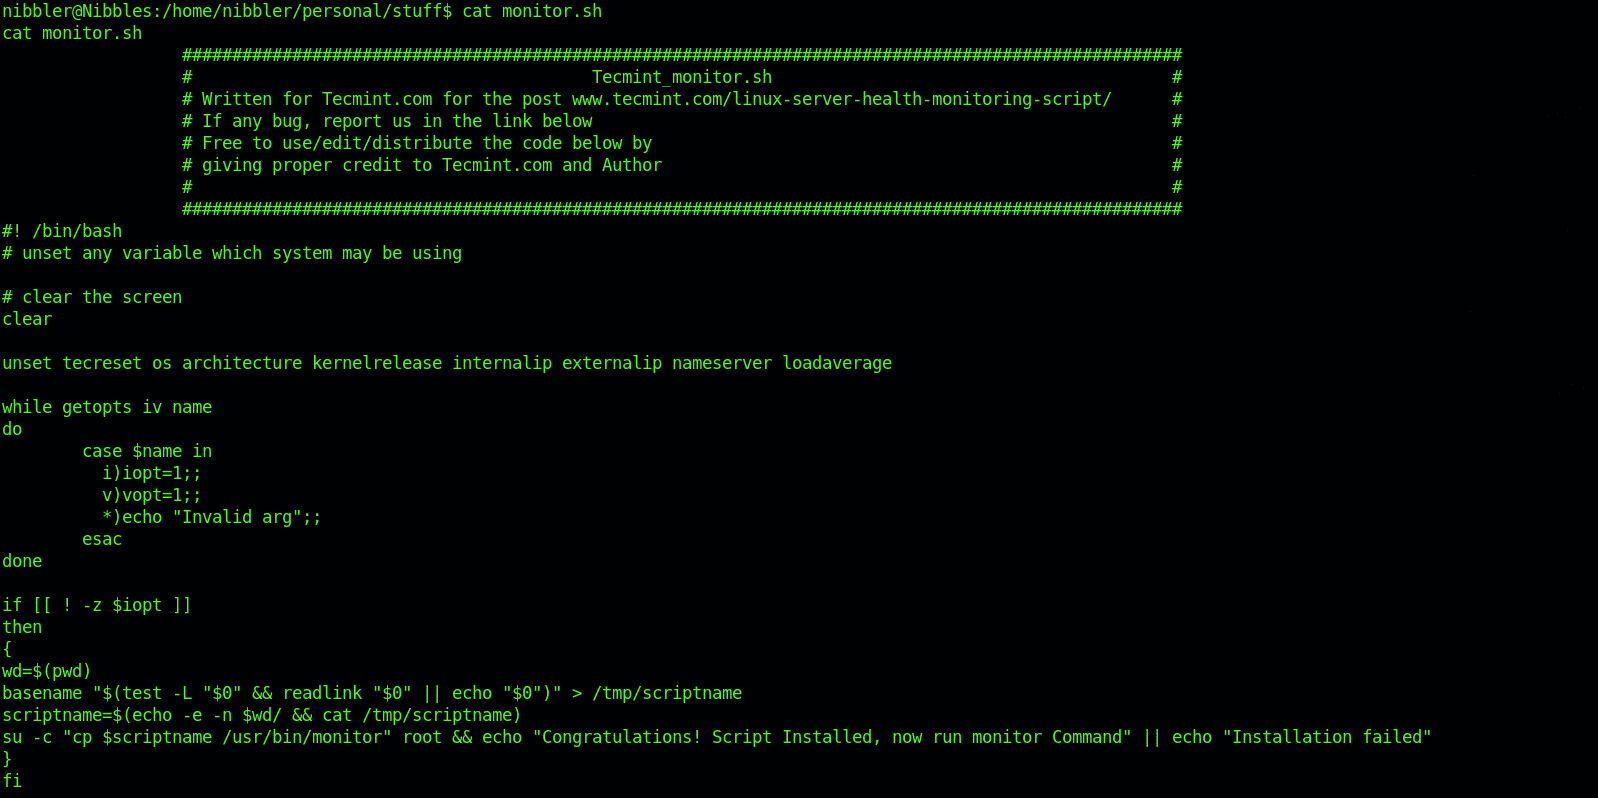 nibbler@Nibbles:/home/nibbler/personal/stuff$ cat monitor.sh
cat monitor.sh
####################################################################################################
#                                        Tecmint_monitor.sh                                        #
# Written for Tecmint.com for the post www.tecmint.com/linux-server-health-monitoring-script/      #
# If any bug, report us in the link below                                                          #
# Free to use/edit/distribute the code below by                                                    #
# giving proper credit to Tecmint.com and Author                                                   #
#                                                                                                  #
####################################################################################################
#! /bin/bash
# unset any variable which system may be using

# clear the screen
clear

unset tecreset os architecture kernelrelease internalip externalip nameserver loadaverage

while getopts iv name
do
        case $name in
          i)iopt=1;;
          v)vopt=1;;
          *)echo "Invalid arg";;
        esac
done

if [[ ! -z $iopt ]]
then
{
wd=$(pwd)
basename "$(test -L "$0" && readlink "$0" || echo "$0")" > /tmp/scriptname
scriptname=$(echo -e -n $wd/ && cat /tmp/scriptname)
su -c "cp $scriptname /usr/bin/monitor" root && echo "Congratulations! Script Installed, now run monitor Command" || echo "Installation failed"
}
fi